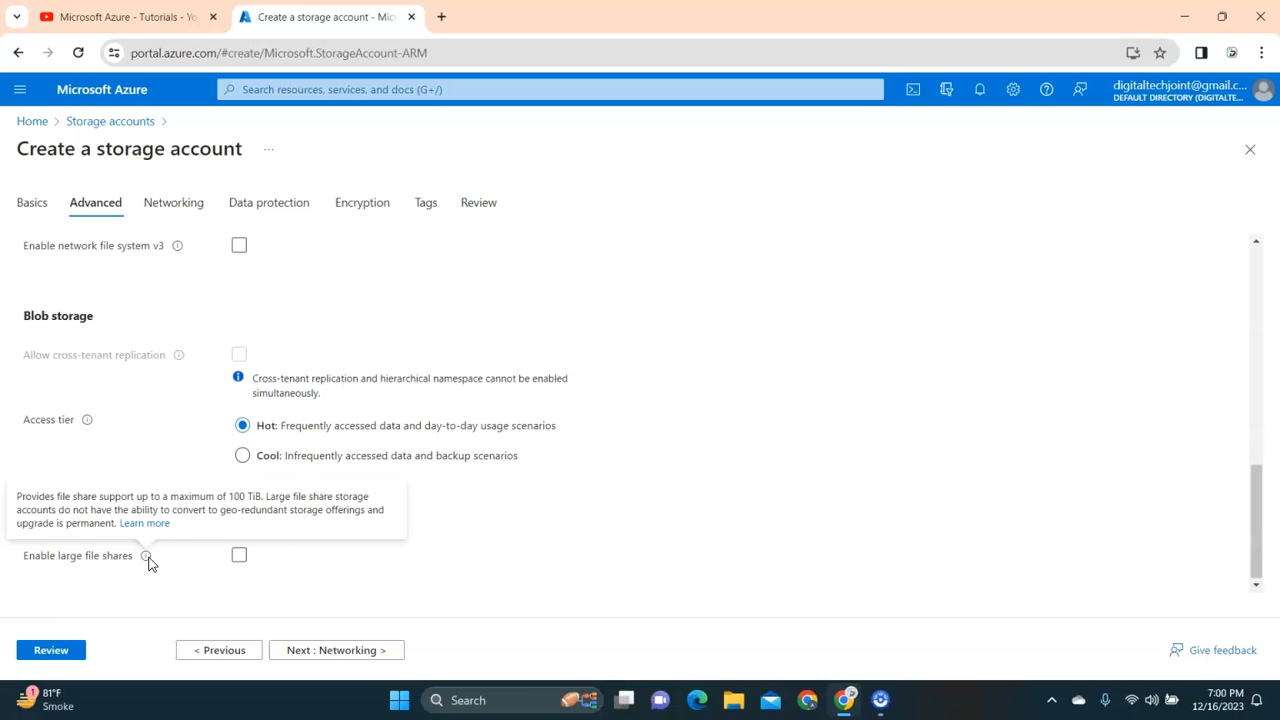 Microsoft Azure - Tutorials - Yo
Create a storage account - Mic
portal.azure.com/#create/Microsoft.StorageAccount-ARM
Microsoft Azure
Search resources, services, and docs (G+/)
digitaltechjoint@gmail.c...
DEFAULT DIRECTORY (DIGITALTE...
Home > Storage accounts >
Create a storage account ...
Basics Advanced Networking Data protection Encryption Tags Review
Enable network file system v3
Blob storage
Allow cross-tenant replication
Cross-tenant replication and hierarchical namespace cannot be enabled
simultaneously.
Access tier
Hot: Frequently accessed data and day-to-day usage scenarios
Cool: Infrequently accessed data and backup scenarios
Provides file share support up to a maximum of 100 TiB. Large file share storage
accounts do not have the ability to convert to geo-redundant storage offerings and
upgrade is permanent. Learn more
Enable large file shares
Review < Previous Next : Networking > Give feedback
1 81°F
Smoke
Search
7:00 PM
12/16/2023